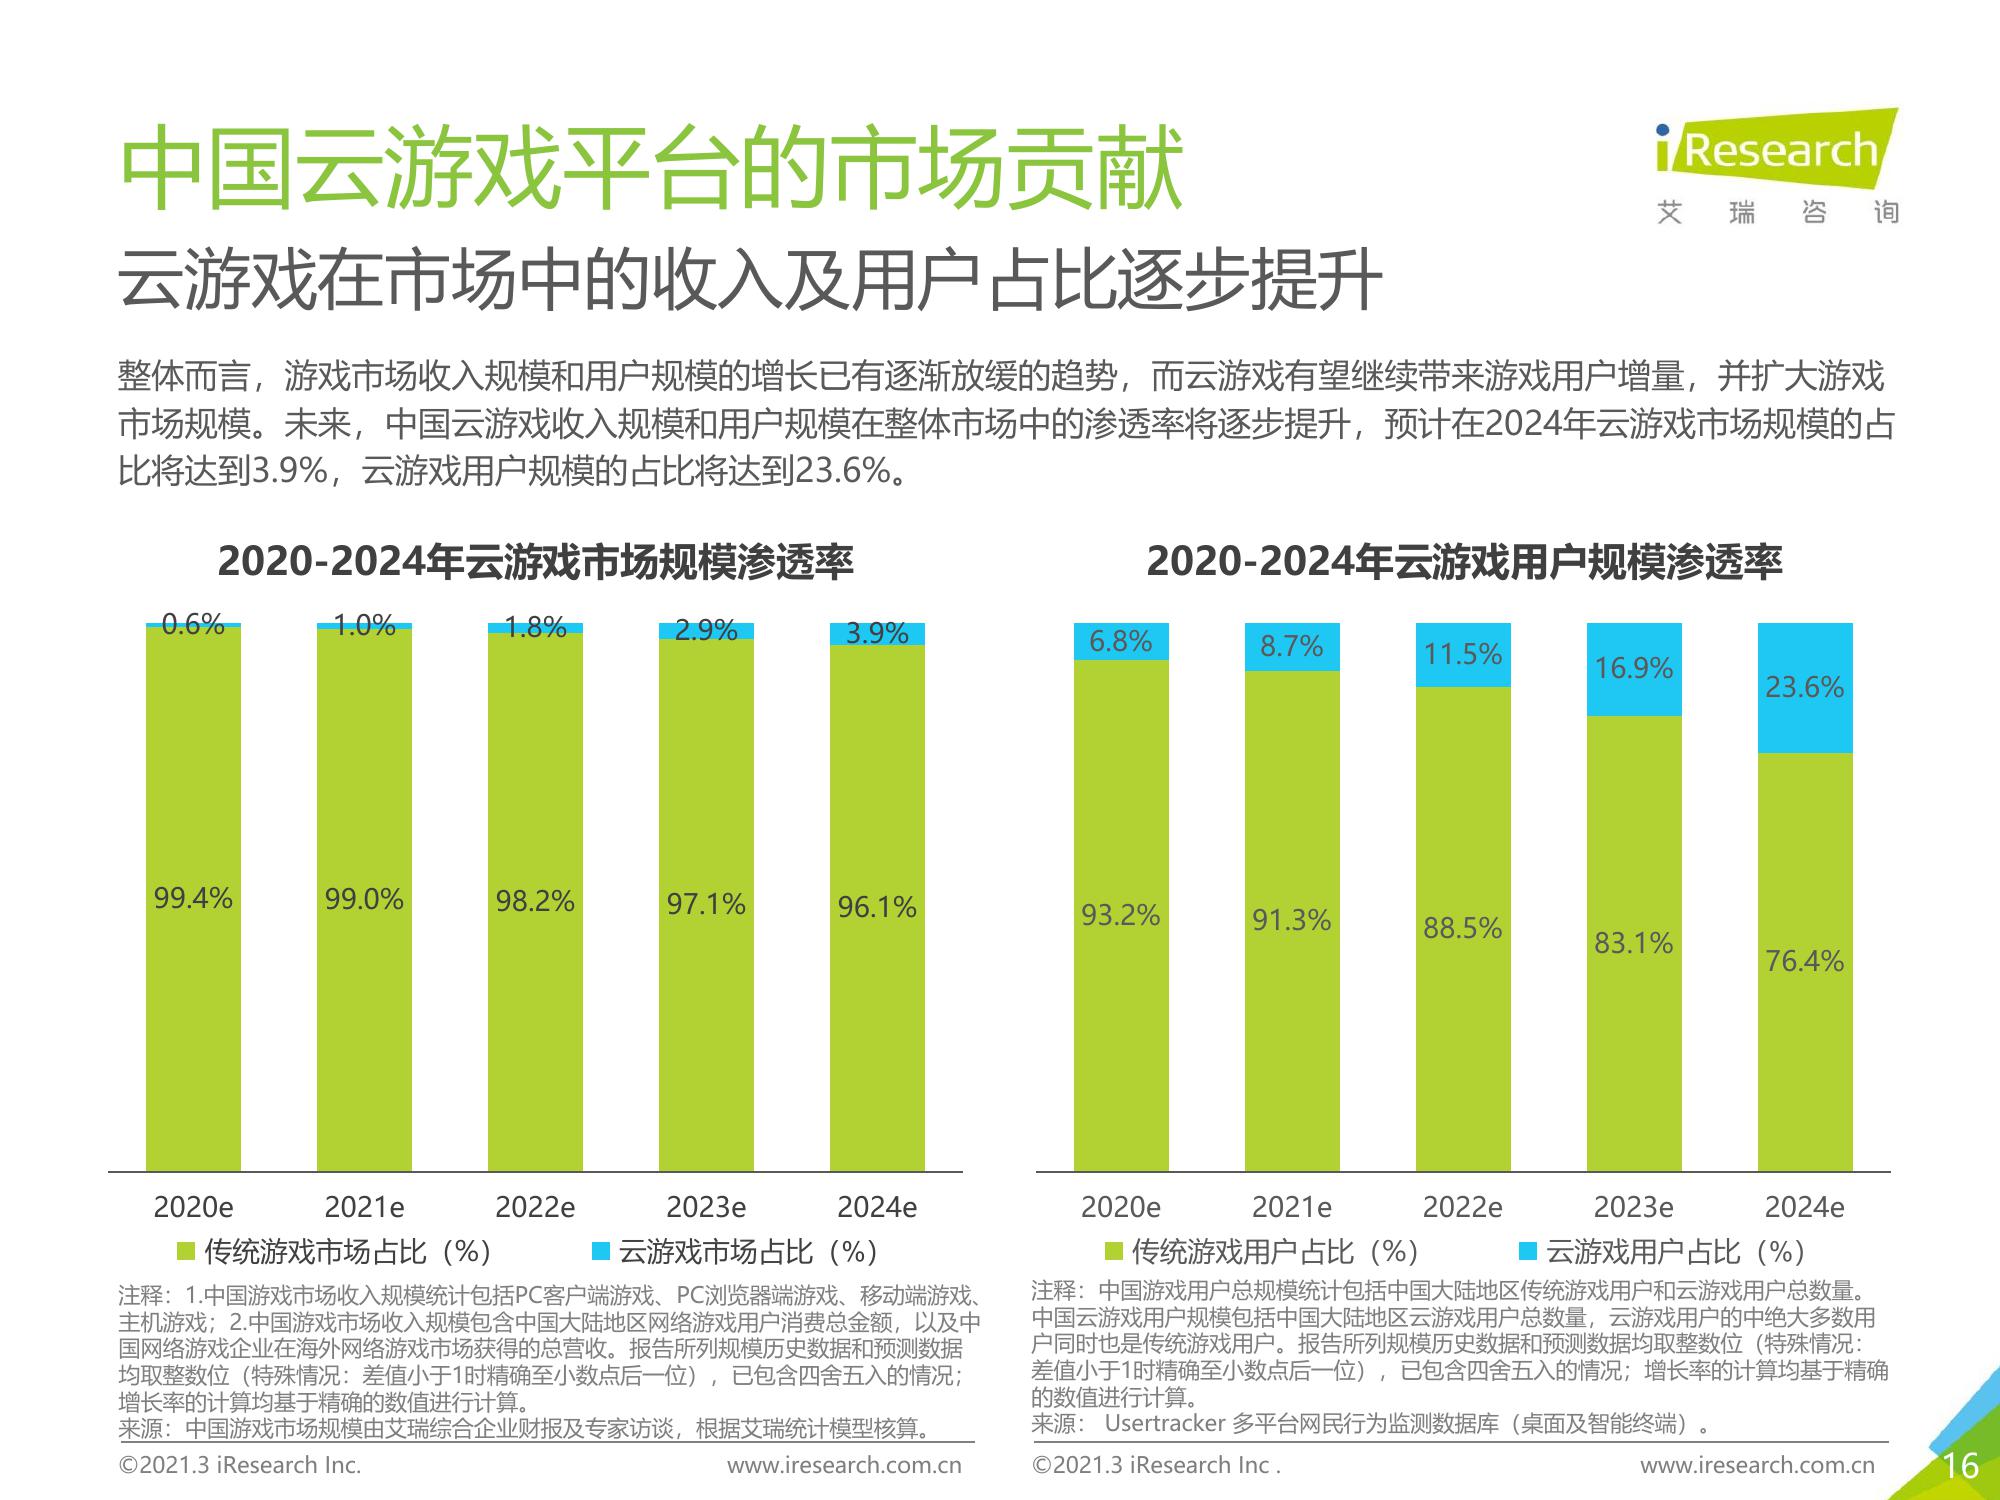 中国云游戏平台的市场贡献
iResearch
艾瑞咨询
云游戏在市场中的收入及用户占比逐步提升
整体而言，游戏市场收入规模和用户规模的增长已有逐渐放缓的趋势，而云游戏有望继续带来游戏用户增量，并扩大游戏
市场规模。未来，中国云游戏收入规模和用户规模在整体市场中的渗透率将逐步提升，预计在2024年云游戏市场规模的占
比将达到3.9%，云游戏用户规模的占比将达到23.6%。
2020-2024年云游戏市场规模渗透率
0.6% 1.0% 1.8% 2.9% 3.9%
99.4% 99.0% 98.2% 97.1% 96.1%
2020e 2021e 2022e 2023e 2024e
传统游戏市场占比（%） 云游戏市场占比（%）
注释：1.中国游戏市场收入规模统计包括PC客户端游戏、PC浏览器端游戏、移动端游戏、
主机游戏；2.中国游戏市场收入规模包含中国大陆地区网络游戏用户消费总金额，以及中
国网络游戏企业在海外网络游戏市场获得的总营收。报告所列规模历史数据和预测数据
均取整数位（特殊情况：差值小于1时精确至小数点后一位），已包含四舍五入的情况；
增长率的计算均基于精确的数值进行计算。
来源：中国游戏市场规模由艾瑞综合企业财报及专家访谈，根据艾瑞统计模型核算。
©2021.3 iResearch Inc. www.iresearch.com.cn
2020-2024年云游戏用户规模渗透率
6.8% 8.7% 11.5% 16.9% 23.6%
93.2% 91.3% 88.5% 83.1% 76.4%
2020e 2021e 2022e 2023e 2024e
传统游戏用户占比（%） 云游戏用户占比（%）
注释：中国游戏用户总规模统计包括中国大陆地区传统游戏用户和云游戏用户总数量。
中国云游戏用户规模包括中国大陆地区云游戏用户总数量，云游戏用户的中绝大多数用
户同时也是传统游戏用户。报告所列规模历史数据和预测数据均取整数位（特殊情况：
差值小于1时精确至小数点后一位），已包含四舍五入的情况；增长率的计算均基于精确
的数值进行计算。
来源： Usertracker 多平台网民行为监测数据库（桌面及智能终端）。
©2021.3 iResearch Inc . www.iresearch.com.cn
16